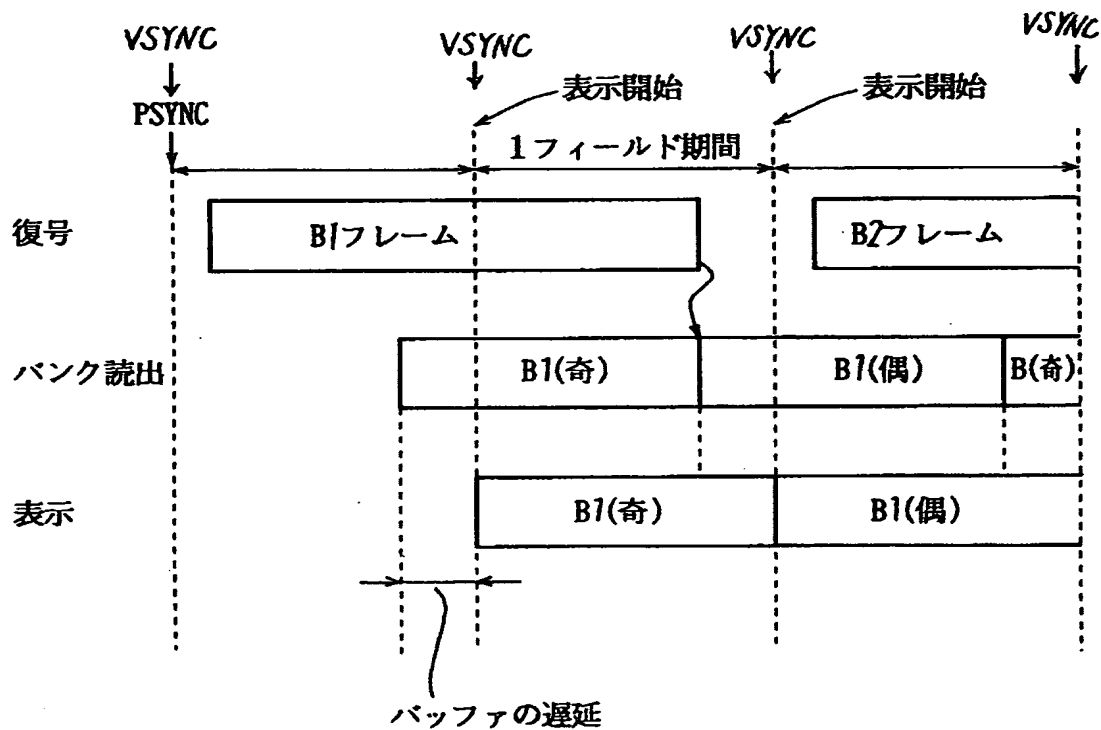 VSYNC
VSYNC
VSYNC
VSYNC
PSYNC
表示開始
表示開始
1フィールド期間
復号
B1フレーム
B2フレーム
バンク読出
B1(奇)
B1(偶)
B(奇)
表示
B1(奇)
B1(偶)
バッファの遅延